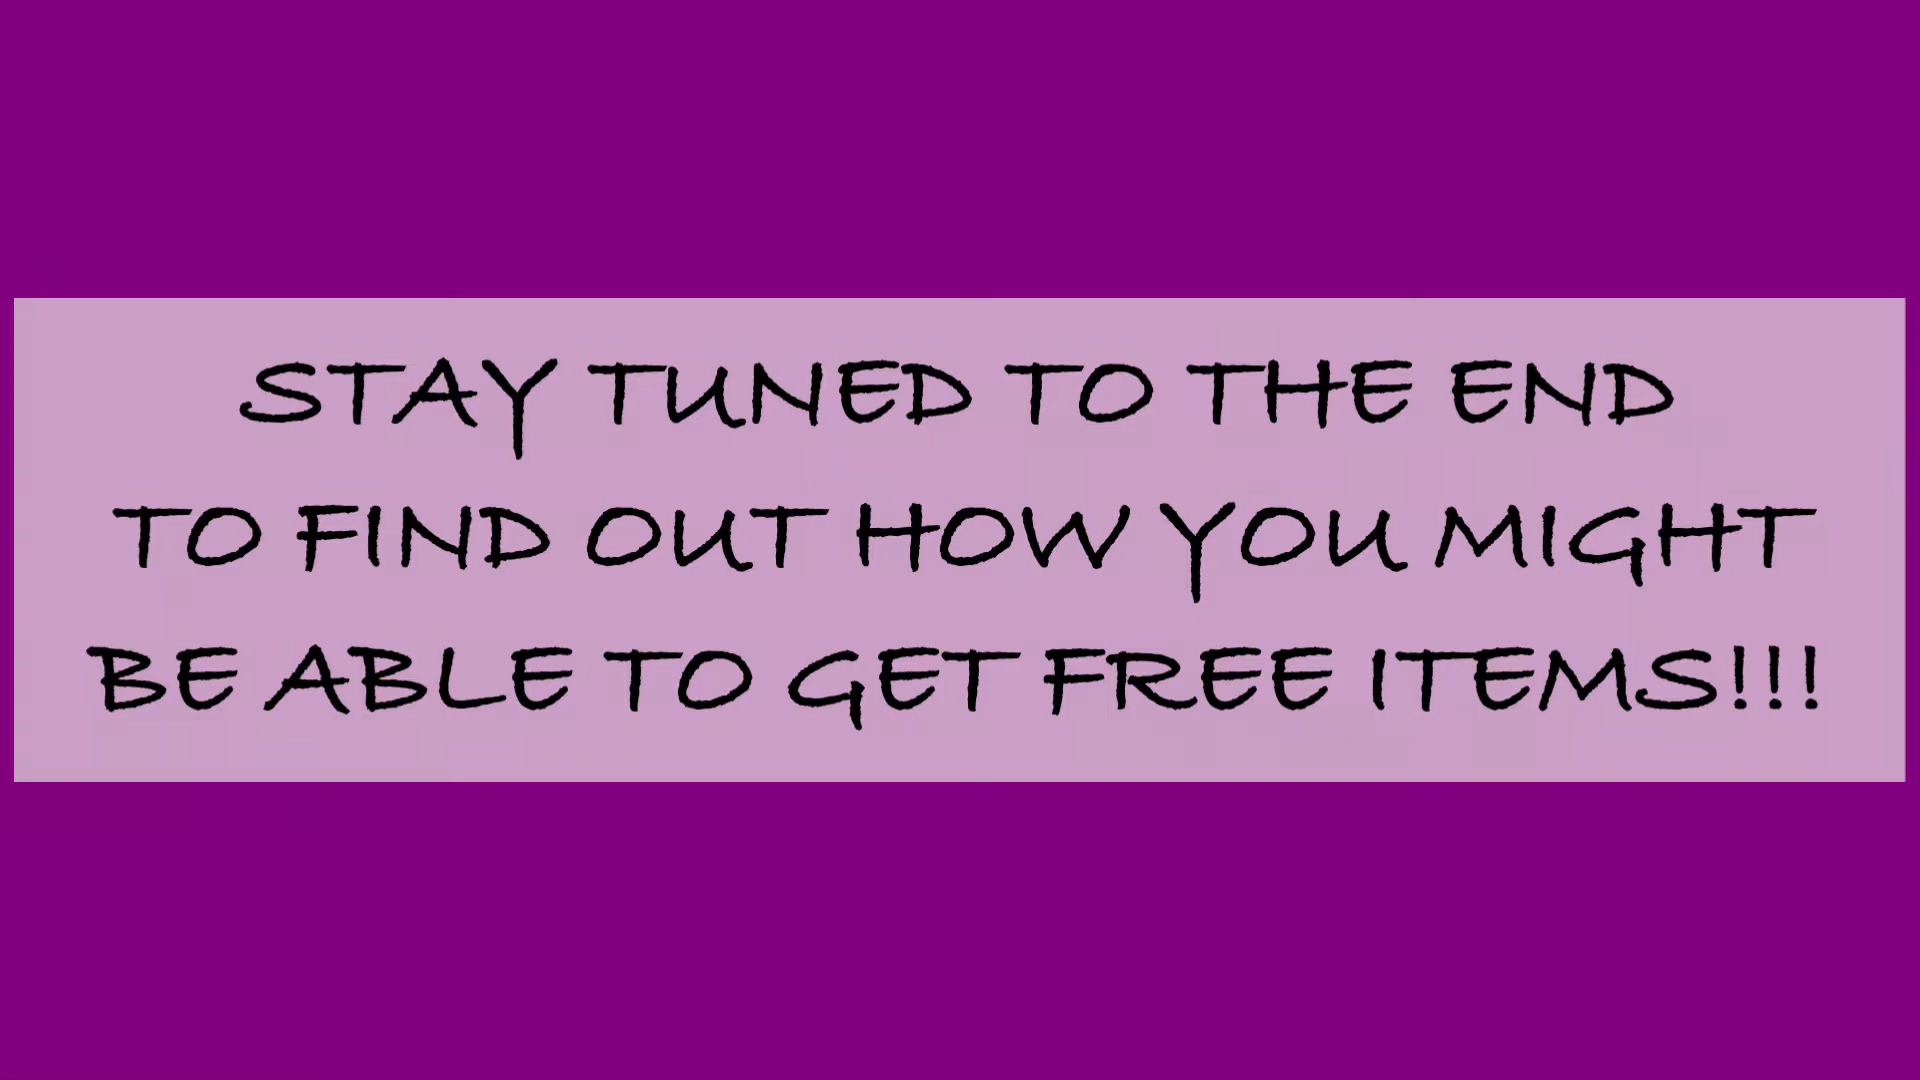 STAY TUNED TO THE END
TO FIND OUT HOW YOU MIGHT
BE ABLE TO GET FREE ITEMS!!!